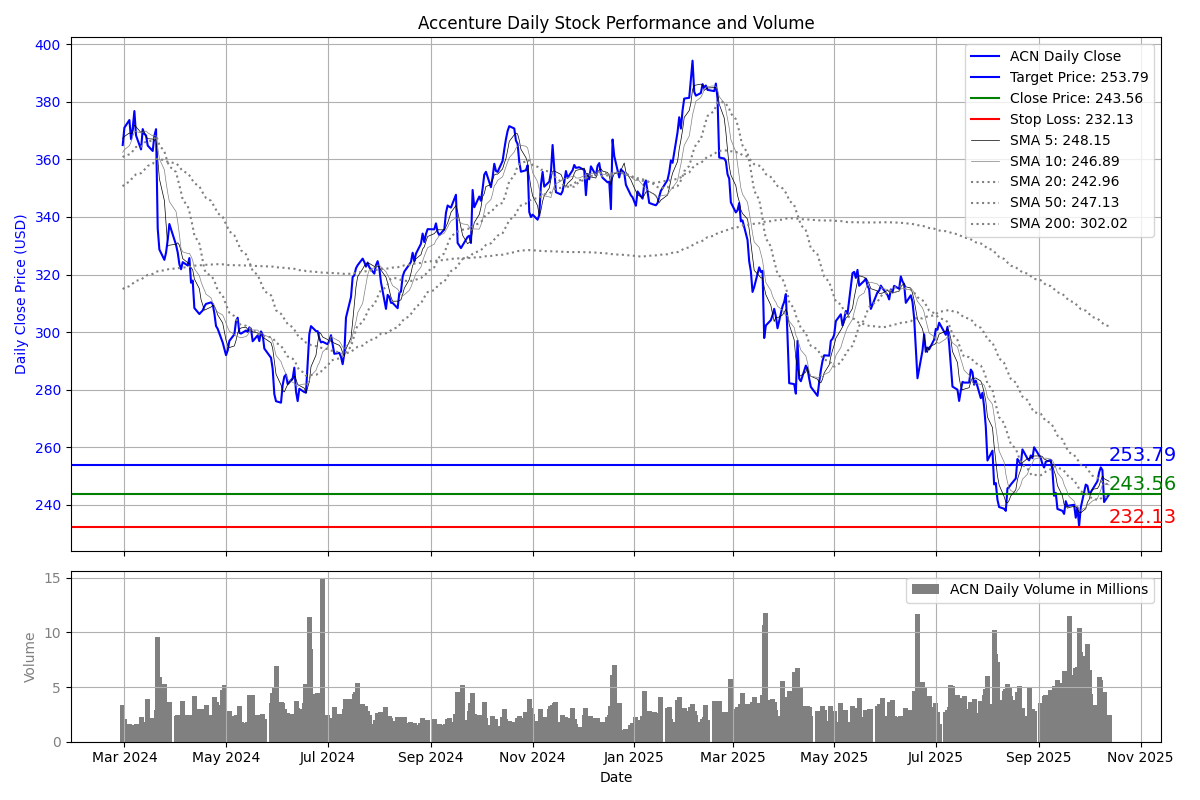 Accenture Daily Stock Performance and Volume
Daily Close Price (USD)
400
380
360
340
320
300
280
260
240
ACN Daily Close
Target Price: 253.79
Close Price: 243.56
Stop Loss: 232.13
SMA 5: 248.15
SMA 10: 246.89
SMA 20: 242.96
SMA 50: 247.13
SMA 200: 302.02
253.79
243.56
232.13
Volume
15
10
5
0
ACN Daily Volume in Millions
Mar 2024 May 2024 Jul 2024 Sep 2024 Nov 2024 Jan 2025 Mar 2025 May 2025 Jul 2025 Sep 2025 Nov 2025
Date